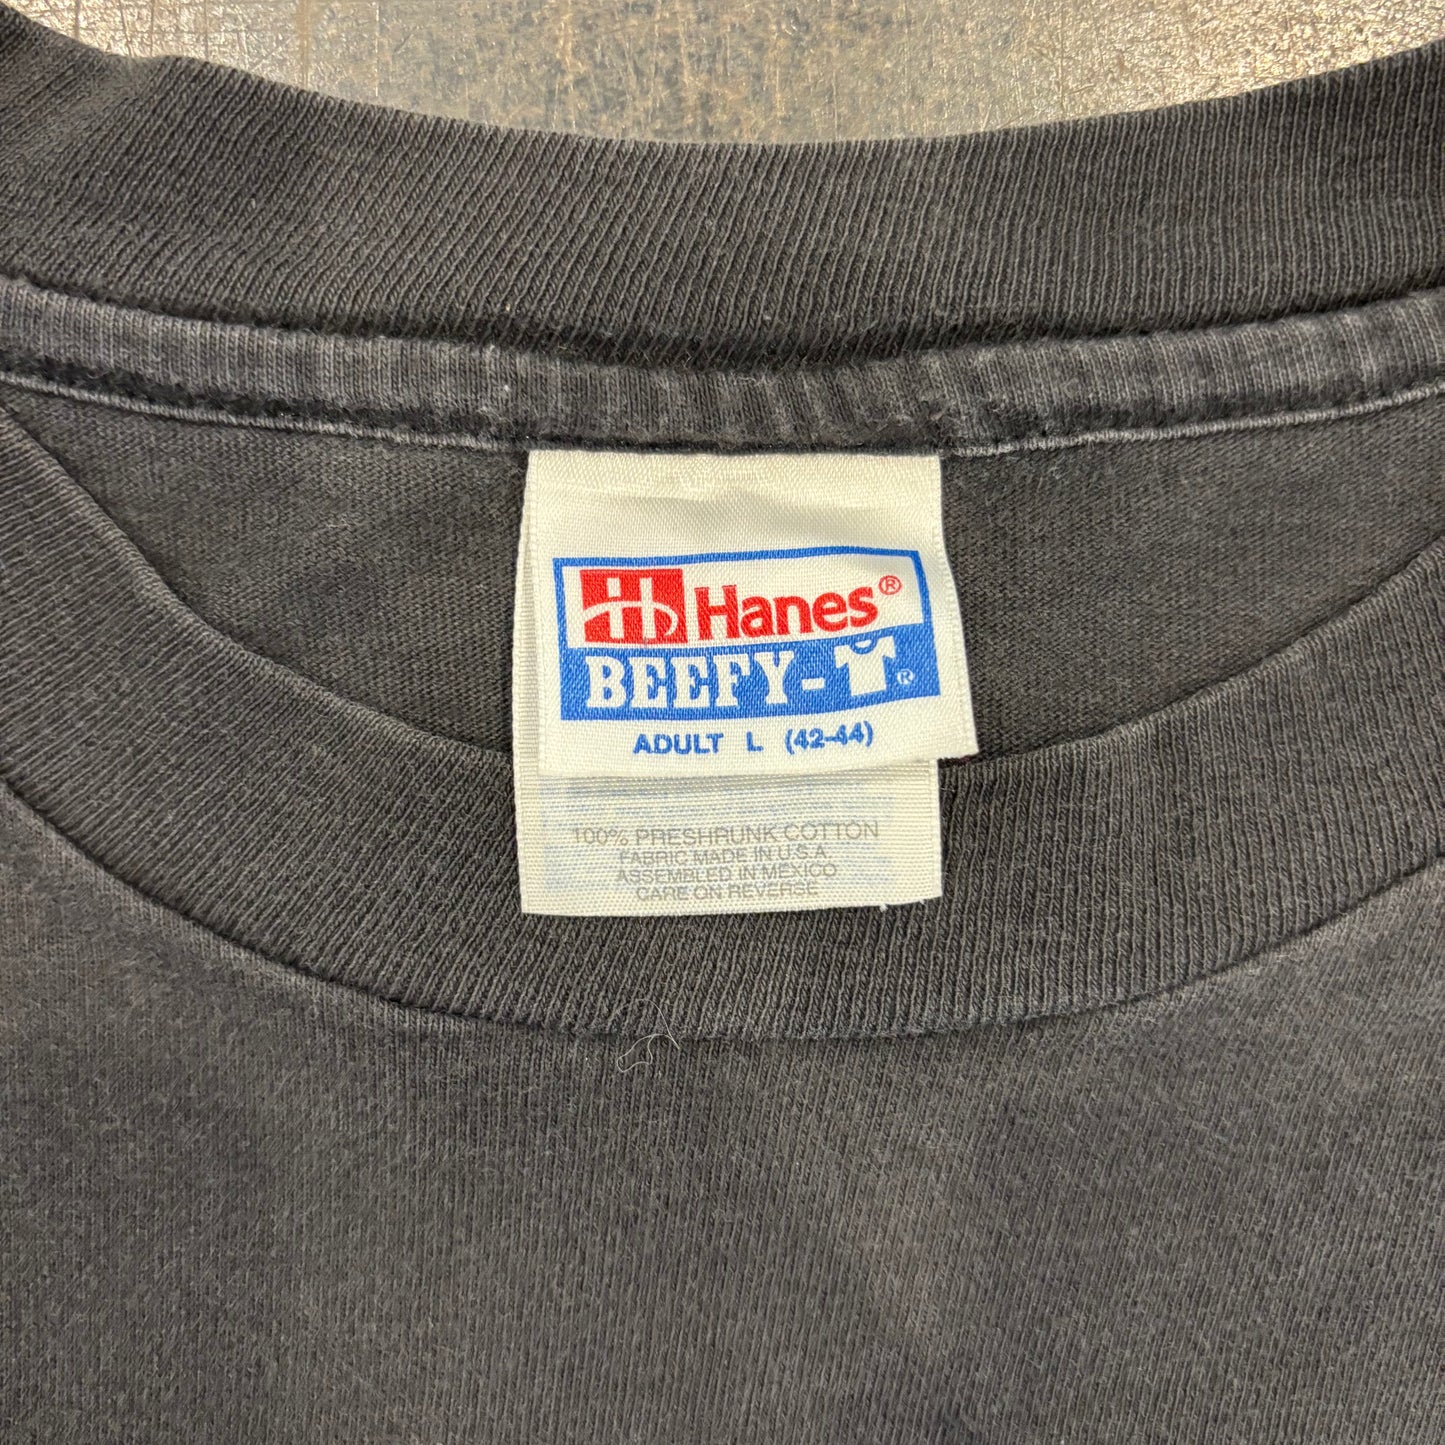 Hanes®
BEEFY-T®
ADULT L (42-44)
100% PRESHRUNK COTTON
FABRIC MADE IN U.S.A.
ASSEMBLED IN MEXICO
CARE ON REVERSE